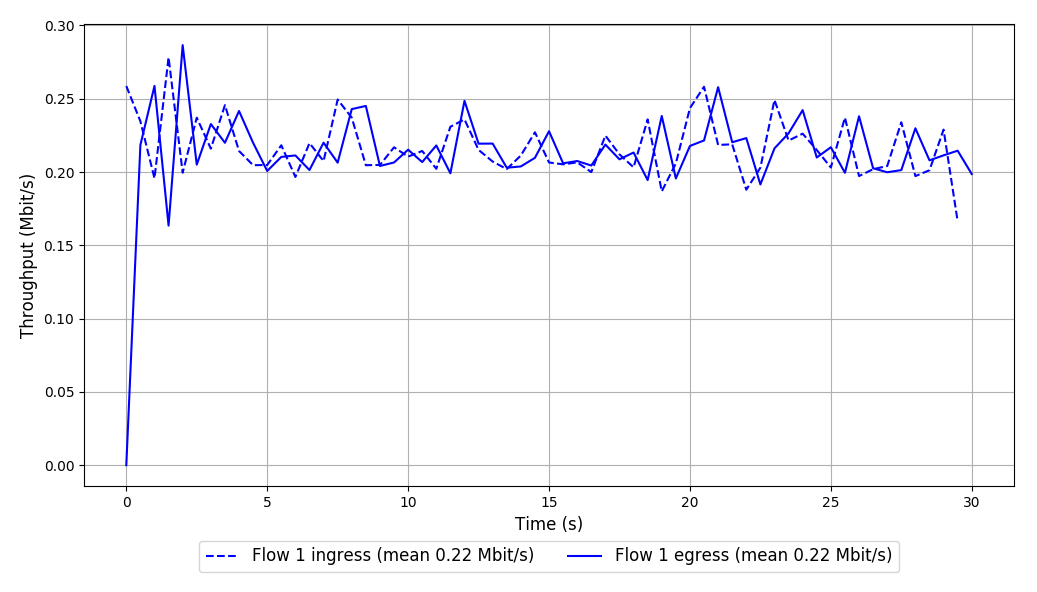 0.30
0.25
0.20
0.15
0.10
0.05
0.00
Throughput (Mbit/s)
0 5 10 15 20 25 30
Time (s)
Flow 1 ingress (mean 0.22 Mbit/s) Flow 1 egress (mean 0.22 Mbit/s)